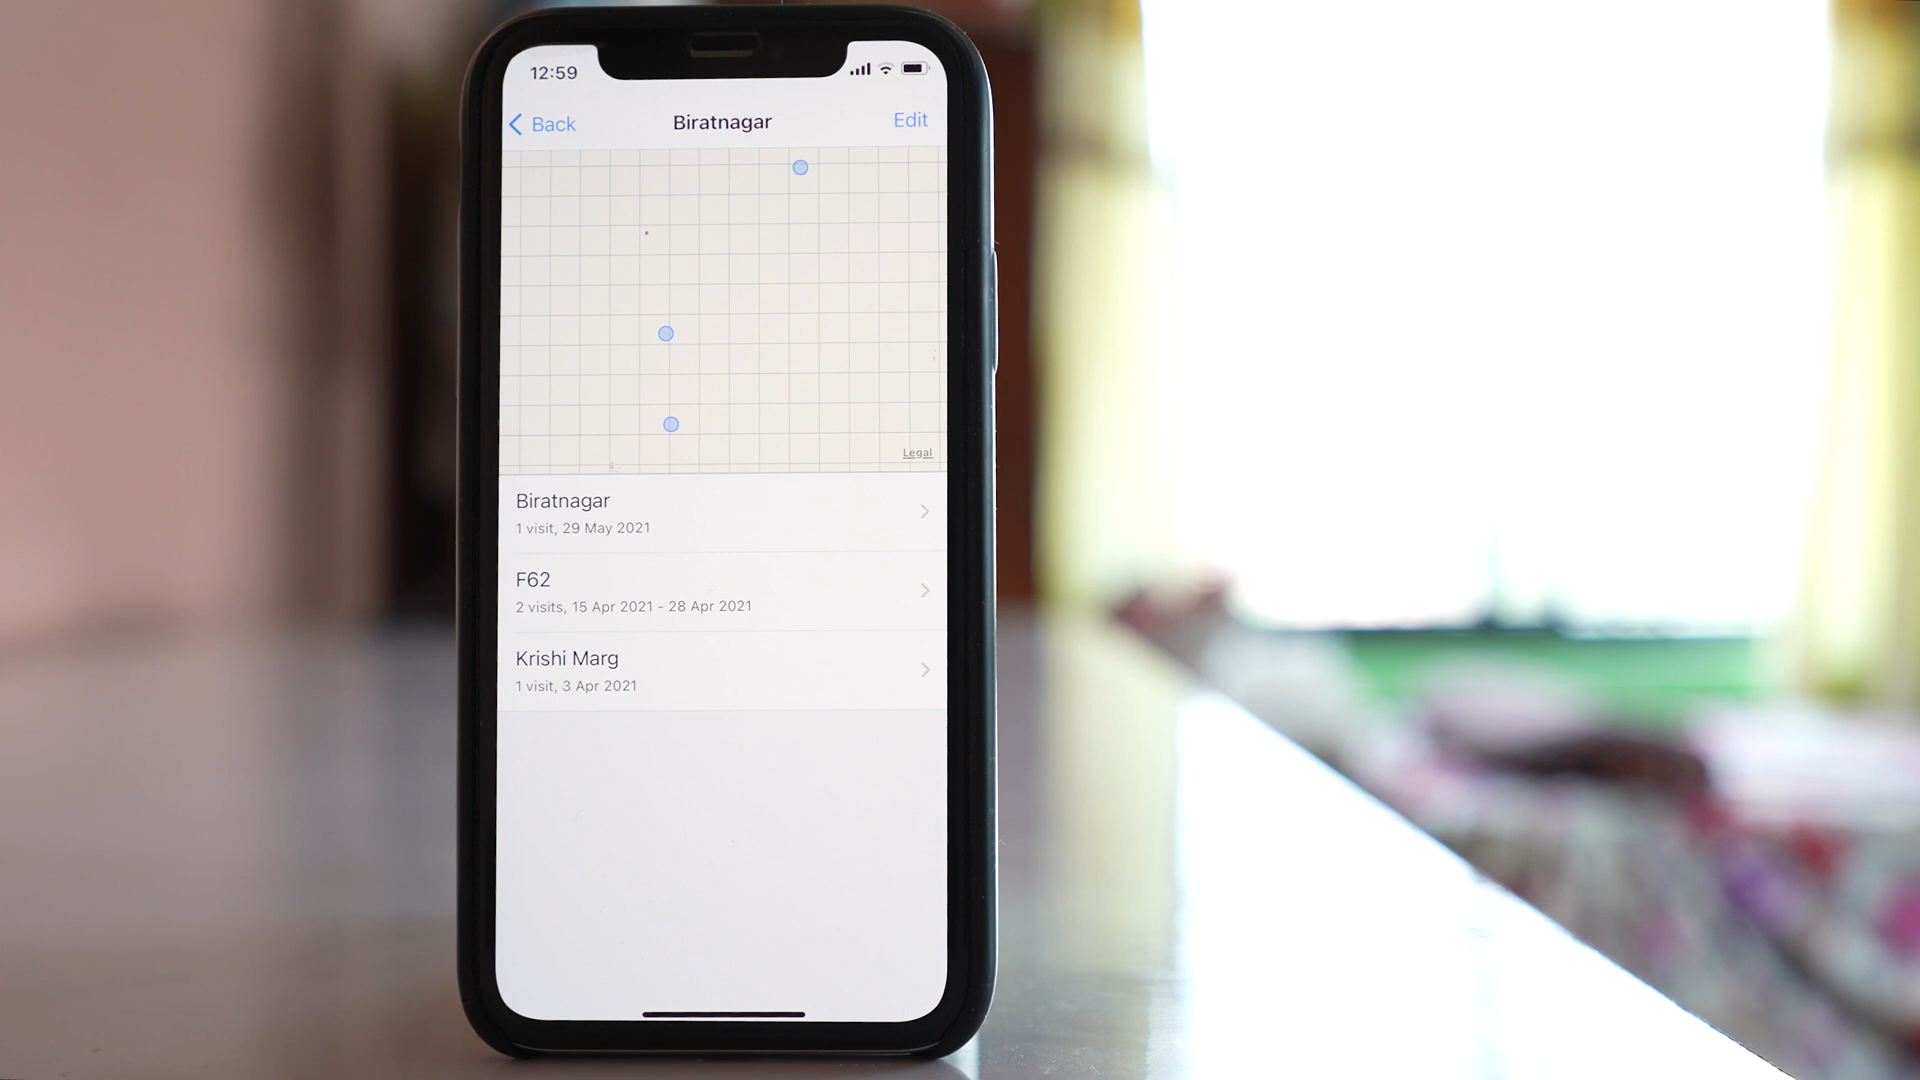 12:59
Back
Biratnagar
Edit
Legal
Biratnagar
1 visit, 29 May 2021
F62
2 visits, 15 Apr 2021 - 28 Apr 2021
Krishi Marg
1 visit, 3 Apr 2021